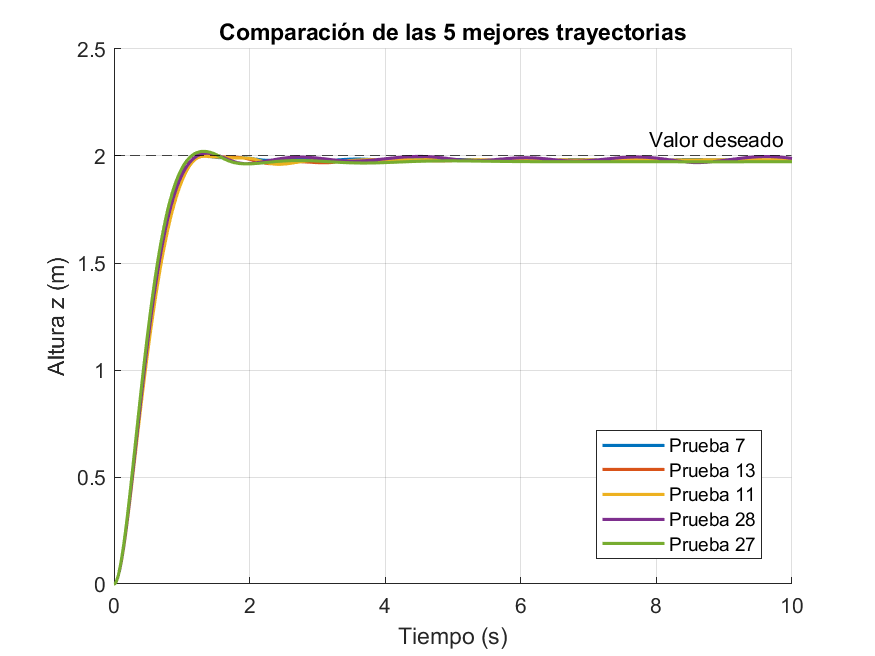 Comparación de las 5 mejores trayectorias
2.5
2
1.5
1
0.5
0
Altura z (m)
Valor deseado
Prueba 7
Prueba 13
Prueba 11
Prueba 28
Prueba 27
0
2
4
6
8
10
Tiempo (s)